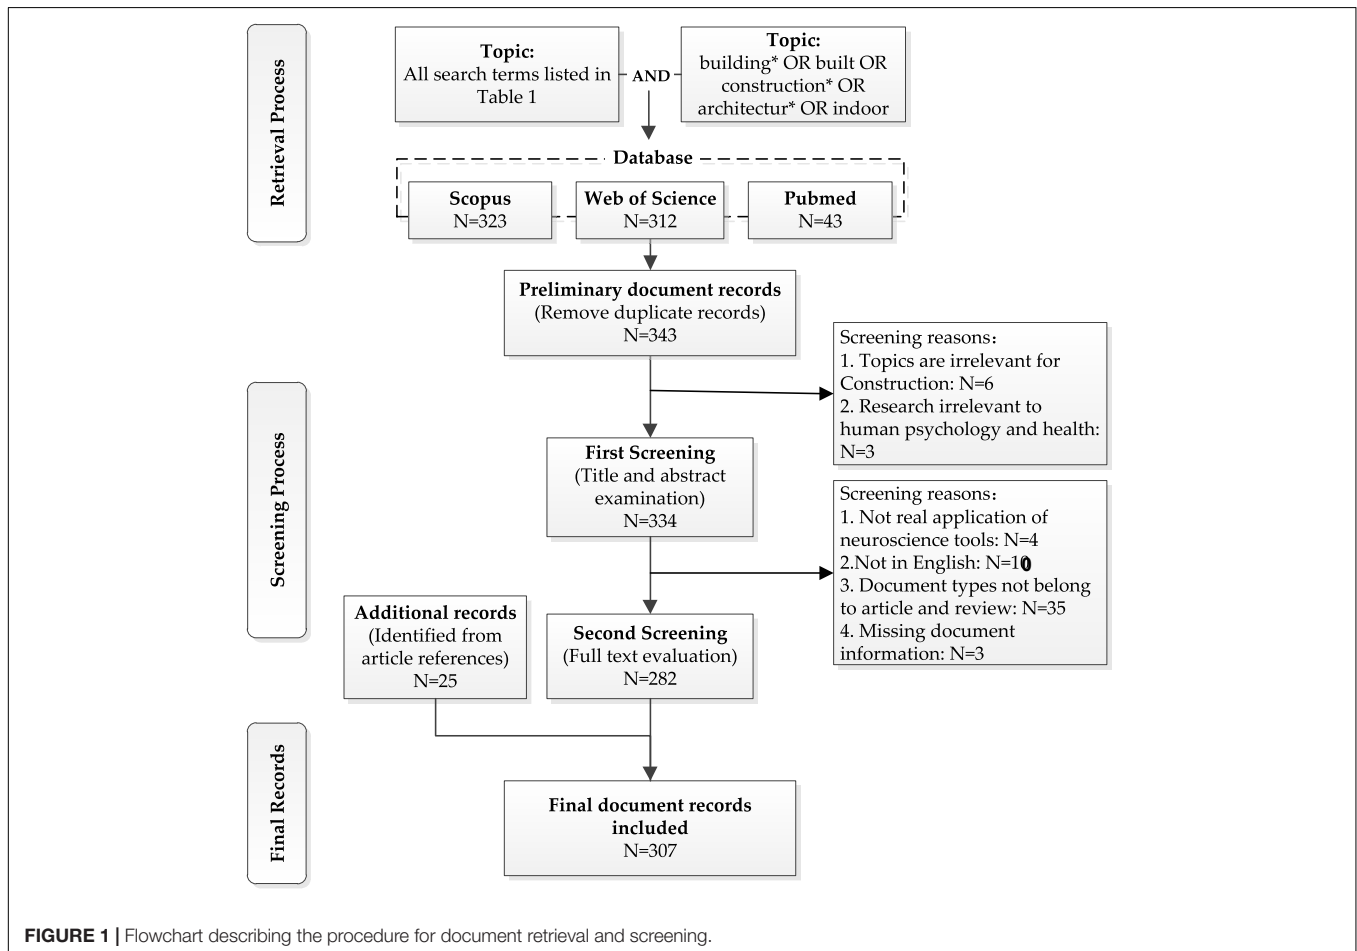 Retrieval Process
Topic:
All search terms listed in
Table 1
AND
Topic:
building* OR built OR
construction* OR
architectur* OR indoor
Database
Scopus
N=323
Web of Science
N=312
Pubmed
N=43
Preliminary document records
(Remove duplicate records)
N=343
Screening reasons:
1. Topics are irrelevant for
Construction: N=6
2. Research irrelevant to
human psychology and health:
N=3
Screening Process
First Screening
(Title and abstract
examination)
N=334
Screening reasons:
1. Not real application of
neuroscience tools: N=4
2.Not in English: N=10
3. Document types not belong
to article and review: N=35
4. Missing document
information: N=3
Additional records
(Identified from
article references)
N=25
Second Screening
(Full text evaluation)
N=282
Final Records
Final document records
included
N=307
FIGURE 1 | Flowchart describing the procedure for document retrieval and screening.